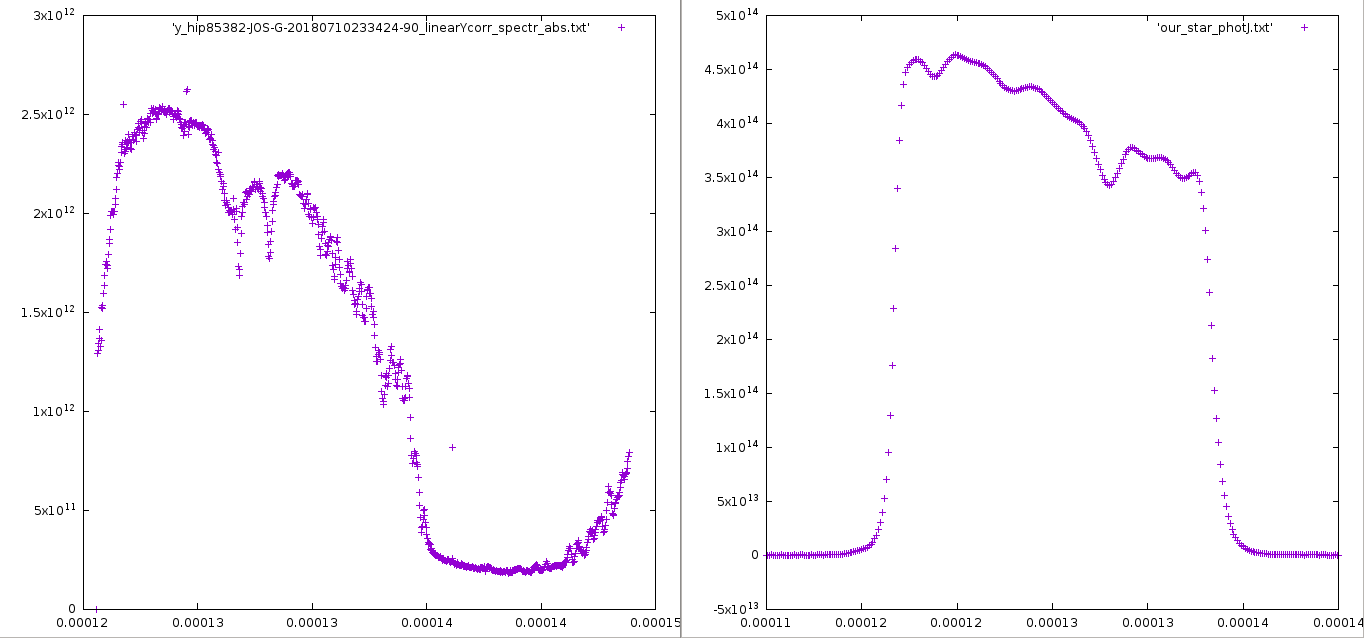 'y_hip85382-J0S-G-20180710233424-90_linearYcorr_spectr_abs.txt'
3x10^12
2.5x10^12
2x10^12
1.5x10^12
1x10^12
5x10^11
0
0.00012
0.00013
0.00013
0.00014
0.00014
0.00015
'our_star_photJ.txt'
5x10^14
4.5x10^14
4x10^14
3.5x10^14
3x10^14
2.5x10^14
2x10^14
1.5x10^14
1x10^14
5x10^13
0
-5x10^13
0.00011
0.00012
0.00012
0.00013
0.00013
0.00014
0.00014